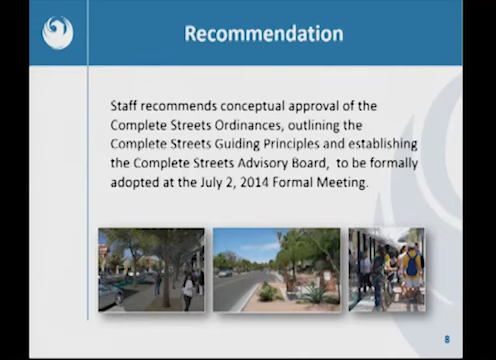 Recommendation
Staff recommends conceptual approval of the
Complete Streets Ordinances, outlining the
Complete Streets Guiding Principles and establishing
the Complete Streets Advisory Board, to be formally
adopted at the July 2, 2014 Formal Meeting.
8